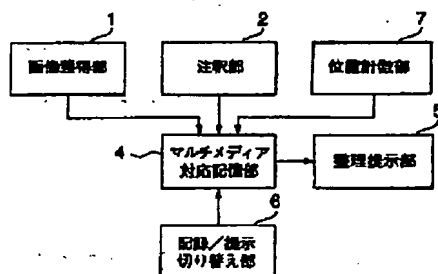 1
画像獲得部
2
注釈部
7
位置計数部
4
マルチメディア
対応記憶部
5
整理提示部
6
記録／提示
切り替え部